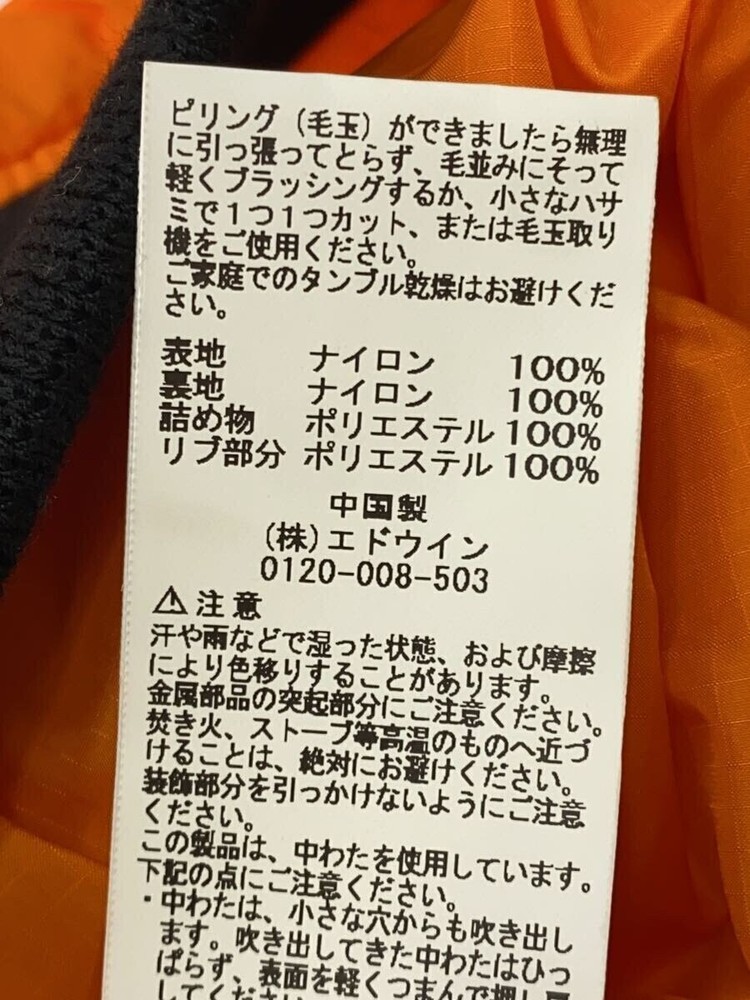 ピリング（毛玉）ができましたら無理
に引っ張ってとらず、毛並みにそって
軽くブラッシングするか、小さなハサ
ミで1つ1つカット、または毛玉取り
機をご使用ください。
ご家庭でのタンブル乾燥はお避けくだ
さい。
表地 ナイロン 100%
裏地 ナイロン 100%
詰め物 ポリエステル 100%
リブ部分 ポリエステル 100%
中国製
(株)エドウイン
0120-008-503
⚠注意
汗や雨などで湿った状態、および摩擦
により色移りすることがあります。
金属部品の突起部分にご注意ください。
焚き火、ストーブ等高温のものへ近づ
けることは、絶対にお避けください。
装飾部分を引っかけないようにご注意
ください。
この製品は、中わたを使用しています。
下記の点にご注意ください。
・中わたは、小さな穴からも吹き出し
ます。吹き出してきた中わたはひっ
ぱらず、表面を軽くつまんで押し戻
してください